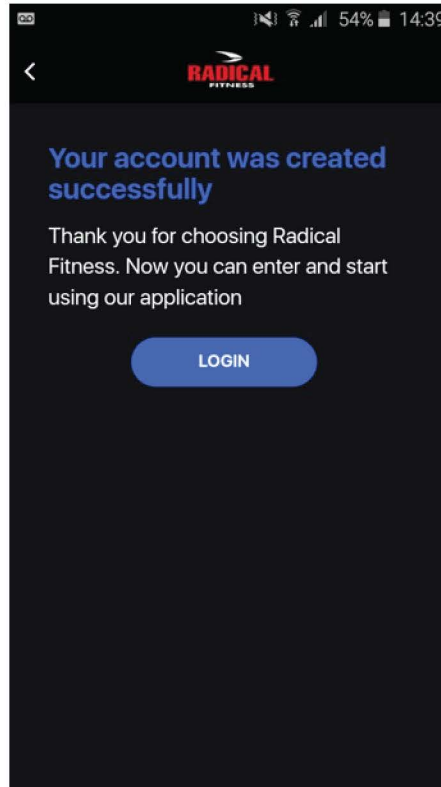 54% 14:39
RADICAL
FITNESS
Your account was created
successfully
Thank you for choosing Radical
Fitness. Now you can enter and start
using our application
LOGIN